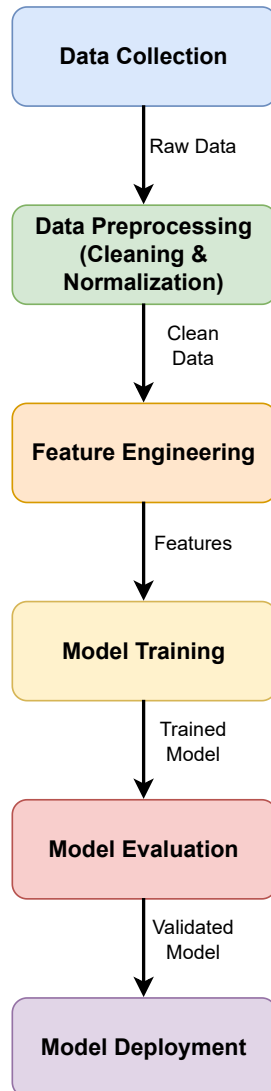 Data Collection
Raw Data
Data Preprocessing
(Cleaning &
Normalization)
Clean
Data
Feature Engineering
Features
Model Training
Trained
Model
Model Evaluation
Validated
Model
Model Deployment